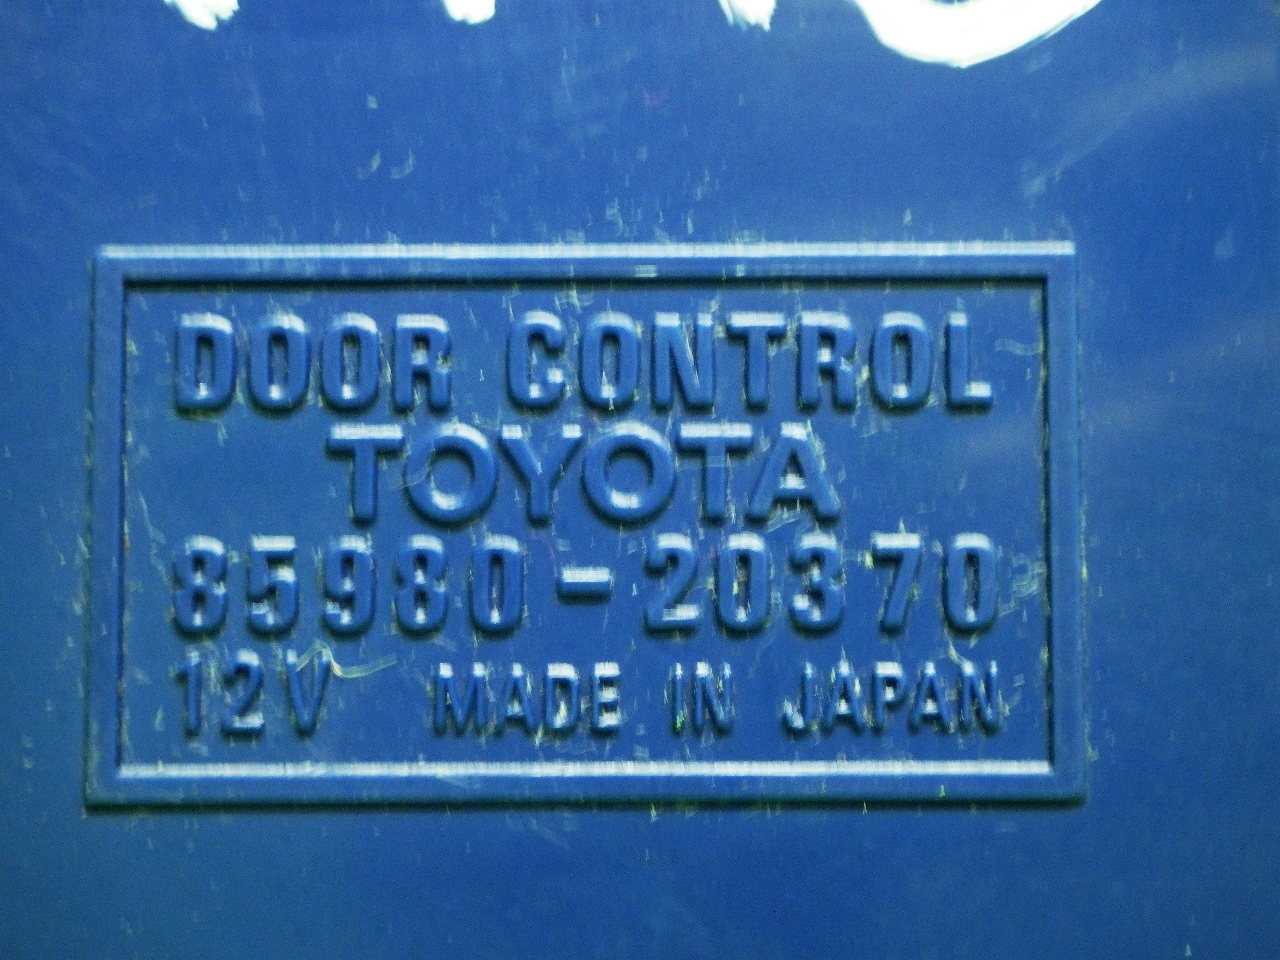 DOOR CONTROL
TOYOTA
85980-20370
12V MADE IN JAPAN